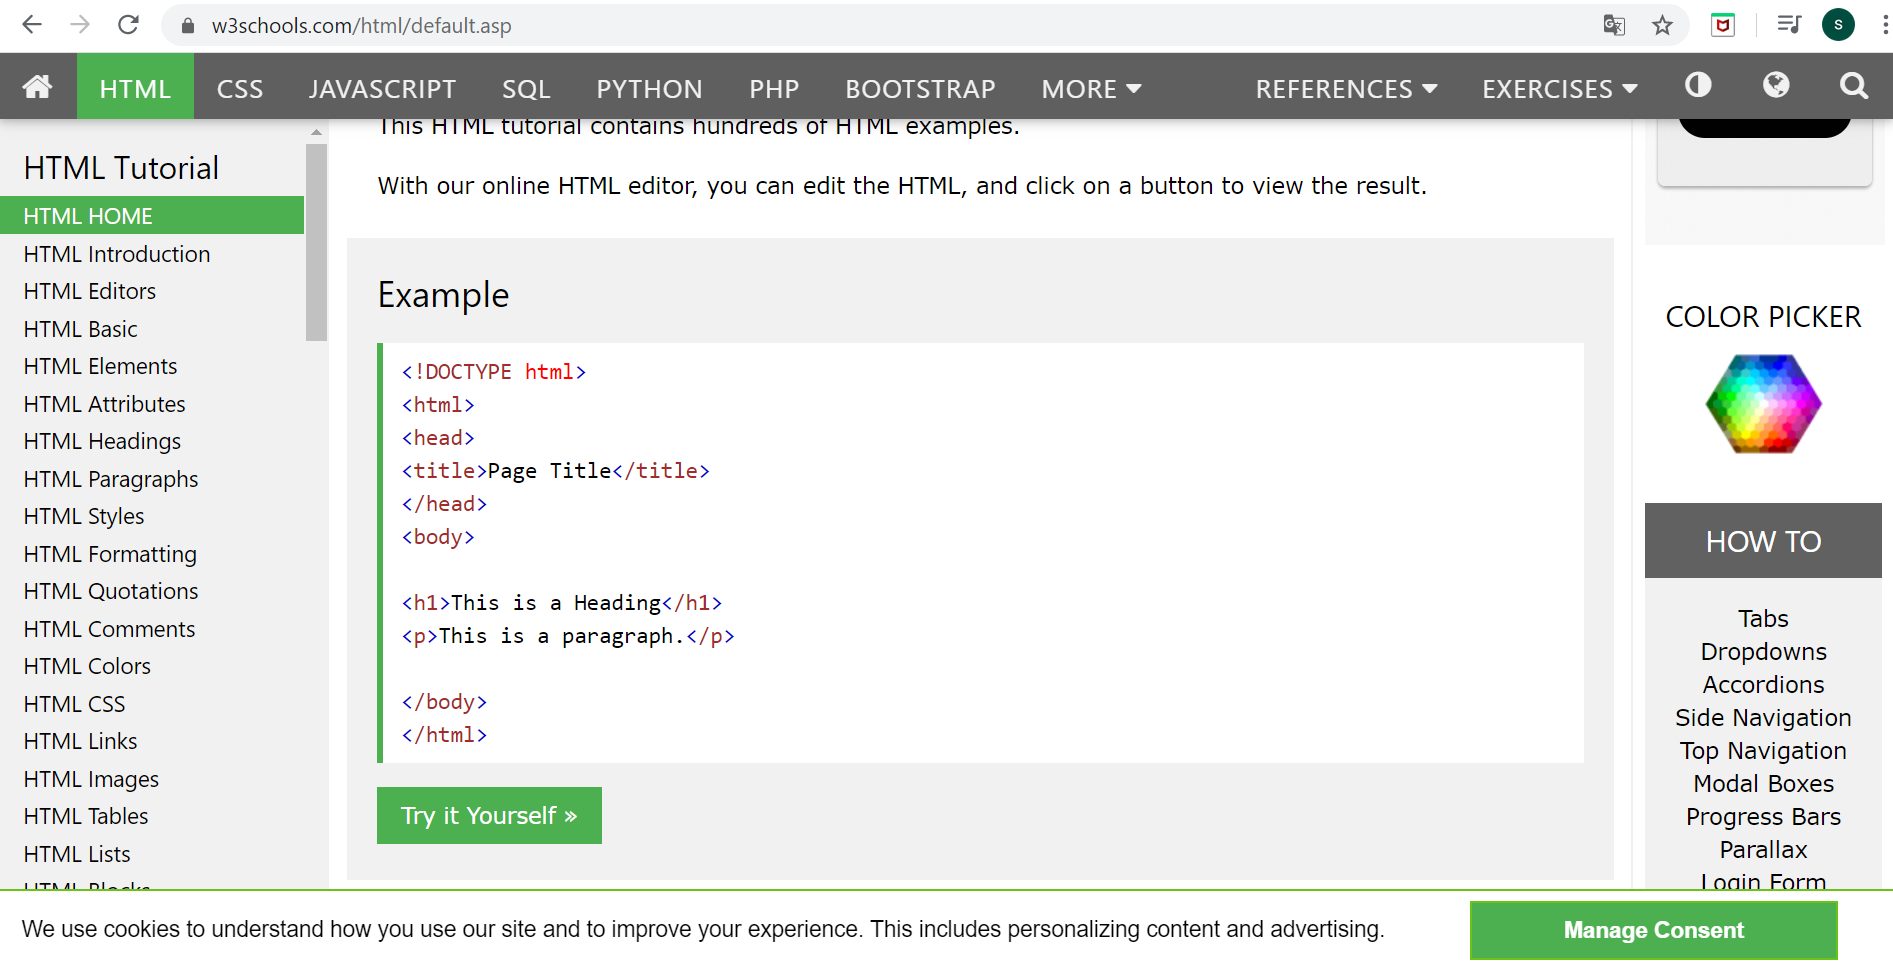 w3schools.com/html/default.asp
S
HTML CSS JAVASCRIPT SQL PYTHON PHP BOOTSTRAP MORE REFERENCES EXERCISES
HTML Tutorial
HTML HOME
HTML Introduction
HTML Editors
HTML Basic
HTML Elements
HTML Attributes
HTML Headings
HTML Paragraphs
HTML Styles
HTML Formatting
HTML Quotations
HTML Comments
HTML Colors
HTML CSS
HTML Links
HTML Images
HTML Tables
HTML Lists
HTML Blocks
This HTML tutorial contains hundreds of HTML examples.
With our online HTML editor, you can edit the HTML, and click on a button to view the result.
Example
<!DOCTYPE html>
<html>
<head>
<title>Page Title</title>
</head>
<body>
<h1>This is a Heading</h1>
<p>This is a paragraph.</p>
</body>
</html>
Try it Yourself »
COLOR PICKER
HOW TO
Tabs
Dropdowns
Accordions
Side Navigation
Top Navigation
Modal Boxes
Progress Bars
Parallax
Login Form
We use cookies to understand how you use our site and to improve your experience. This includes personalizing content and advertising.
Manage Consent